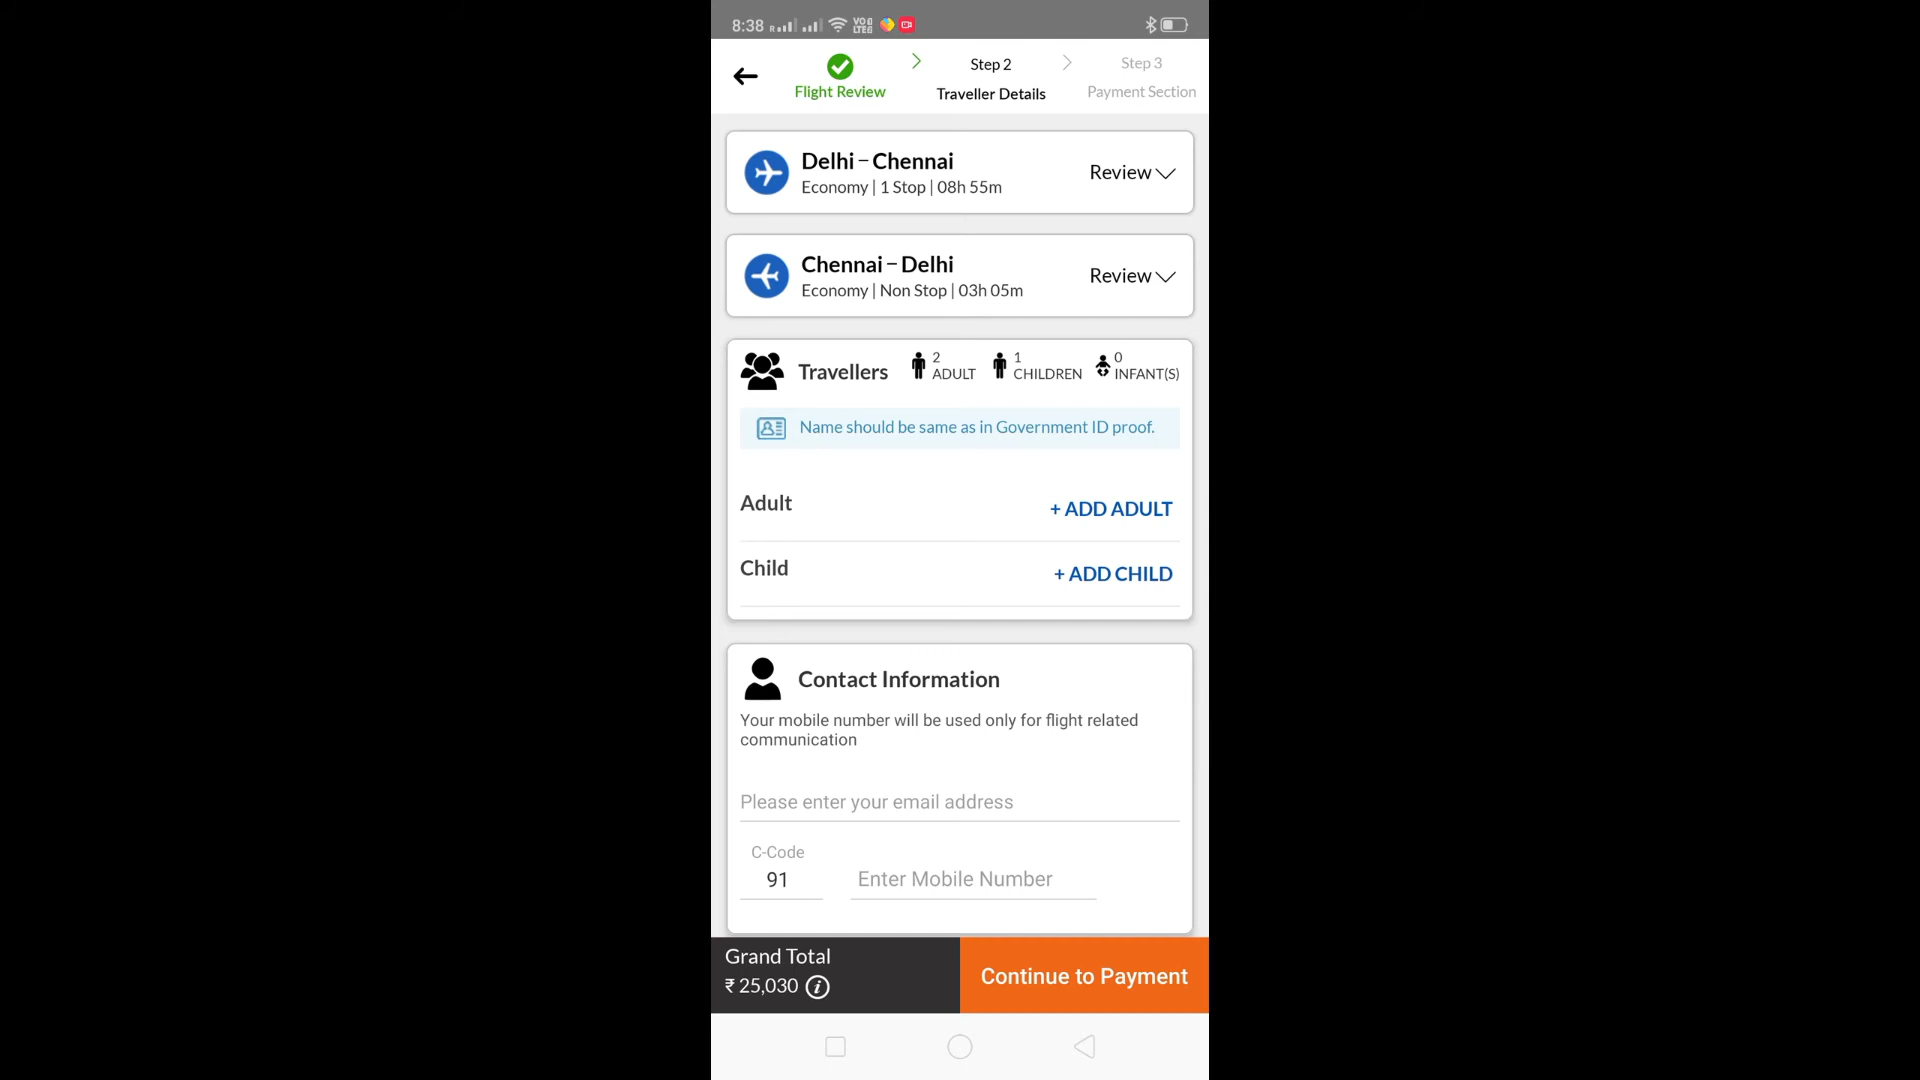 8:38
R
VoD
LTE
Flight Review
Step 2
Traveller Details
Step 3
Payment Section
Delhi – Chennai
Economy | 1 Stop | 08h 55m
Review
Chennai – Delhi
Economy | Non Stop | 03h 05m
Review
Travellers
2
ADULT
1
CHILDREN
0
INFANT(S)
Name should be same as in Government ID proof.
Adult
+ ADD ADULT
Child
+ ADD CHILD
Contact Information
Your mobile number will be used only for flight related
communication
Please enter your email address
C-Code
91
Enter Mobile Number
Grand Total
₹ 25,030 i
Continue to Payment